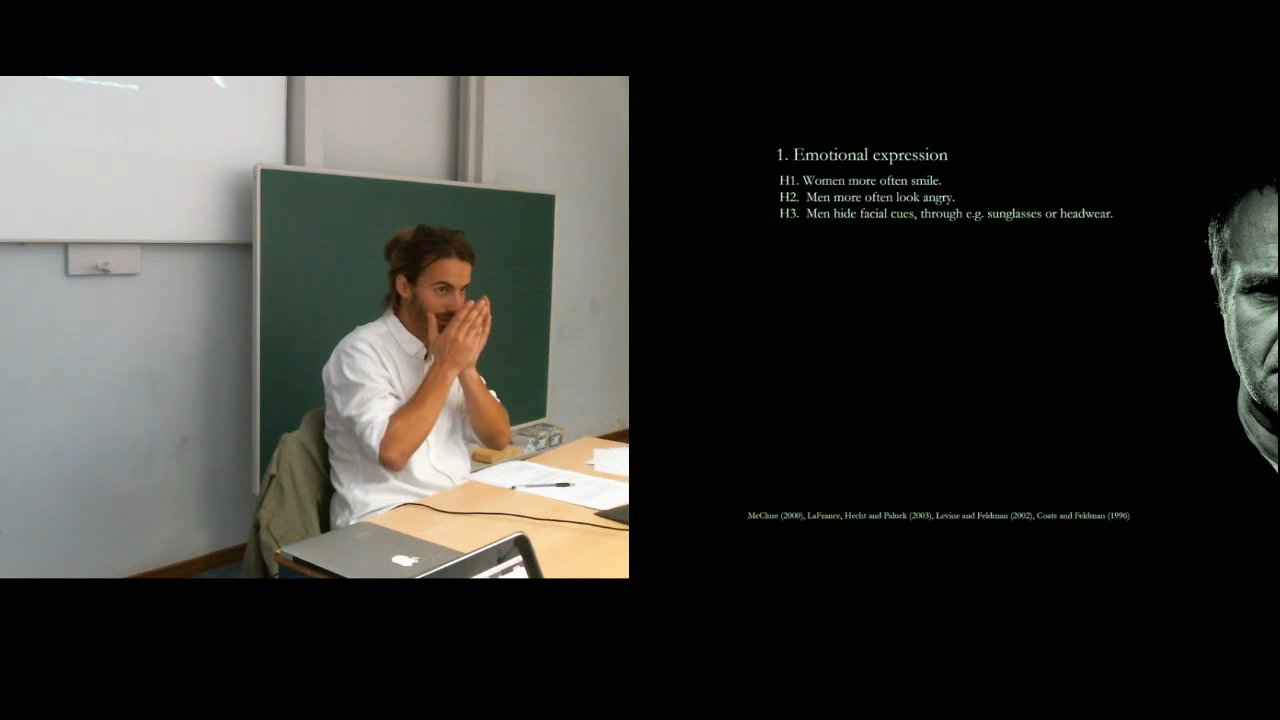 1. Emotional expression
H1. Women more often smile.
H2. Men more often look angry.
H3. Men hide facial cues, through e.g. sunglasses or headwear.
McClure (2000), LaFrance, Hecht and Paluck (2003), Levine and Feldman (2002), Coats and Feldman (1996)